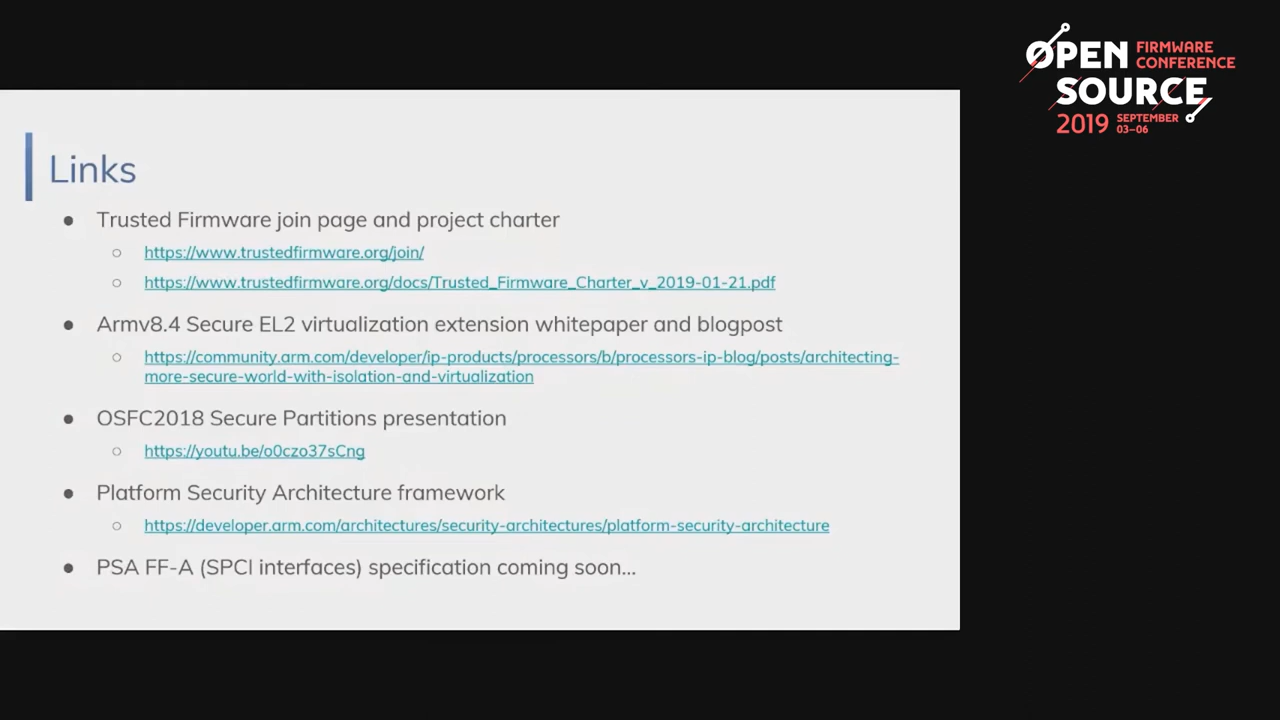 OPEN FIRMWARE
CONFERENCE
SOURCE
2019 SEPTEMBER
03–06
Links
● Trusted Firmware join page and project charter
○ https://www.trustedfirmware.org/join/
○ https://www.trustedfirmware.org/docs/Trusted_Firmware_Charter_v_2019-01-21.pdf
● Armv8.4 Secure EL2 virtualization extension whitepaper and blogpost
○ https://community.arm.com/developer/ip-products/processors/b/processors-ip-blog/posts/architecting-
more-secure-world-with-isolation-and-virtualization
● OSFC2018 Secure Partitions presentation
○ https://youtu.be/o0czo37sCng
● Platform Security Architecture framework
○ https://developer.arm.com/architectures/security-architectures/platform-security-architecture
● PSA FF-A (SPCI interfaces) specification coming soon...